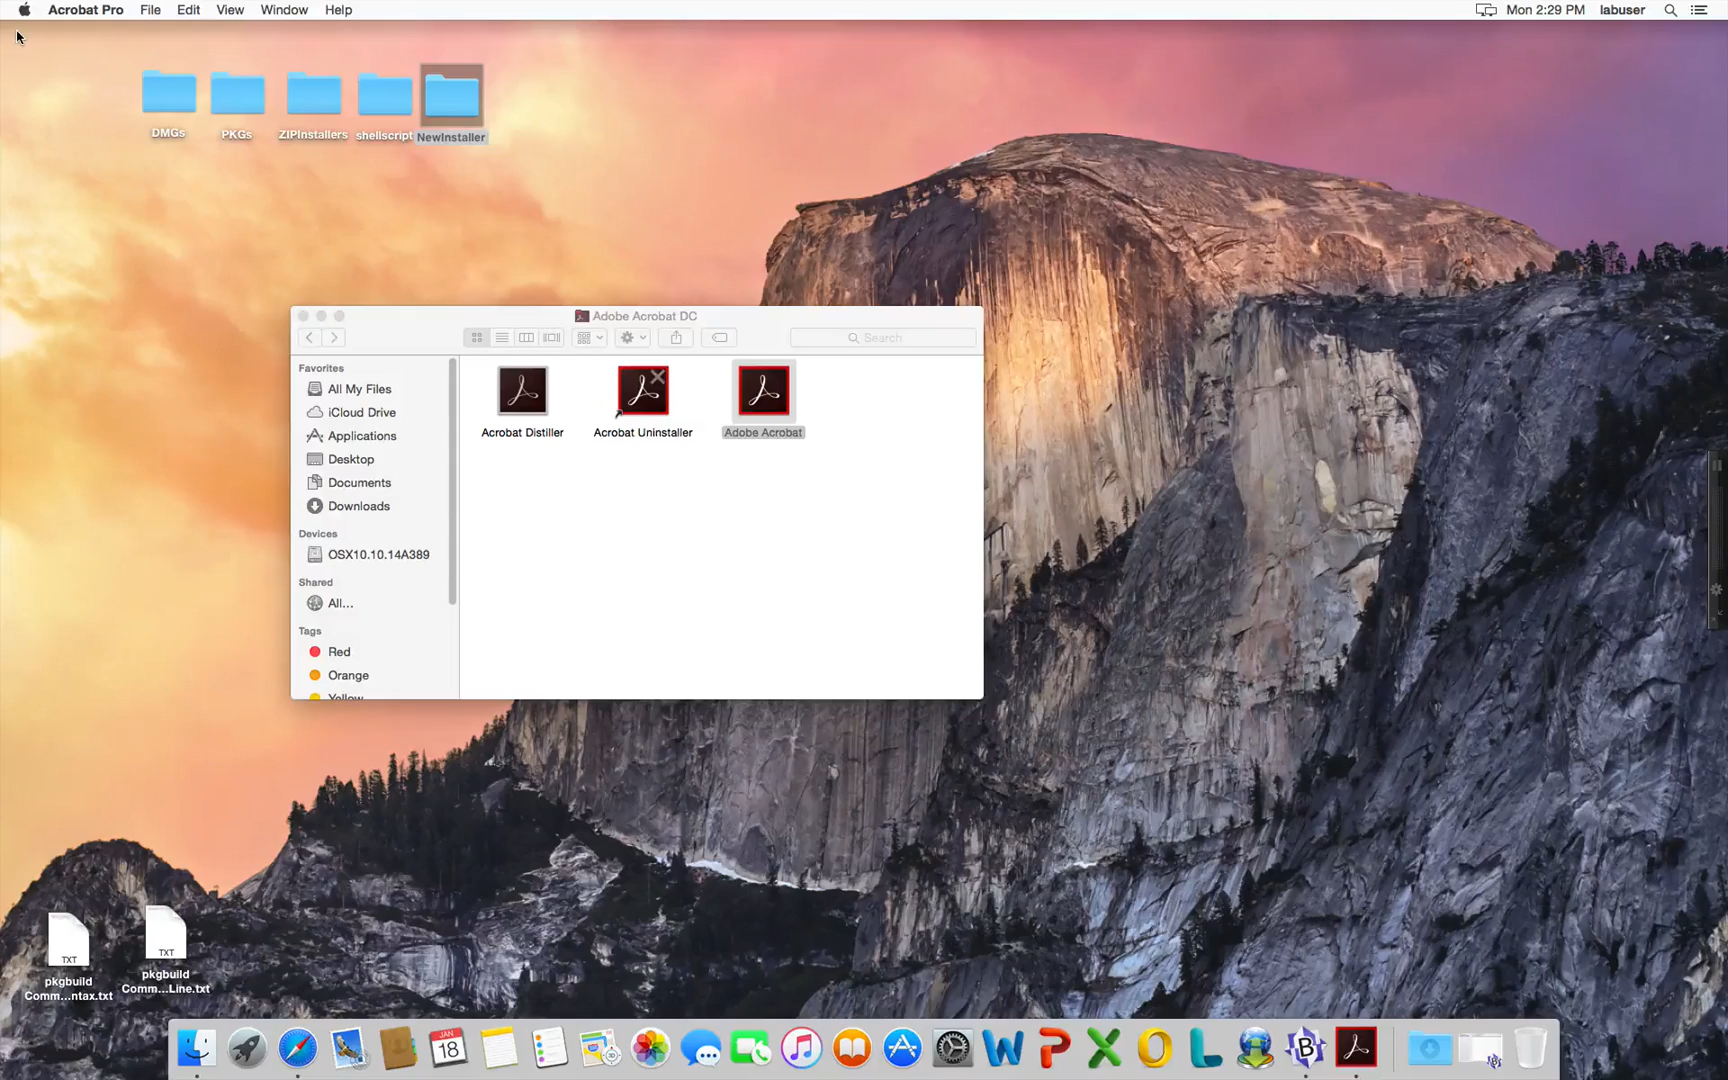 Acrobat Pro File Edit View Window Help Mon 2:29 PM labuser
DMGs PKGs ZIPInstallers shellscript NewInstaller
Adobe Acrobat DC
Search
Favorites
All My Files
iCloud Drive
Applications
Desktop
Documents
Downloads
Devices
OSX10.10.14A389
Shared
All...
Tags
Red
Orange
Yellow
Acrobat Distiller Acrobat Uninstaller Adobe Acrobat
TXT
pkgbuild
Comm...ntax.txt
TXT
pkgbuild
Comm...Line.txt
JAN
18